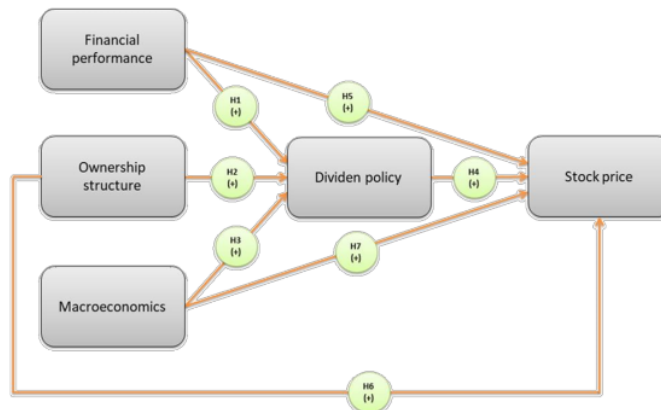 Financial
performance
H1
(+)
H5
(+)
Ownership
structure
H2
(+)
Dividen policy
H4
(+)
Stock price
H3
(+)
H7
(+)
Macroeconomics
H6
(+)